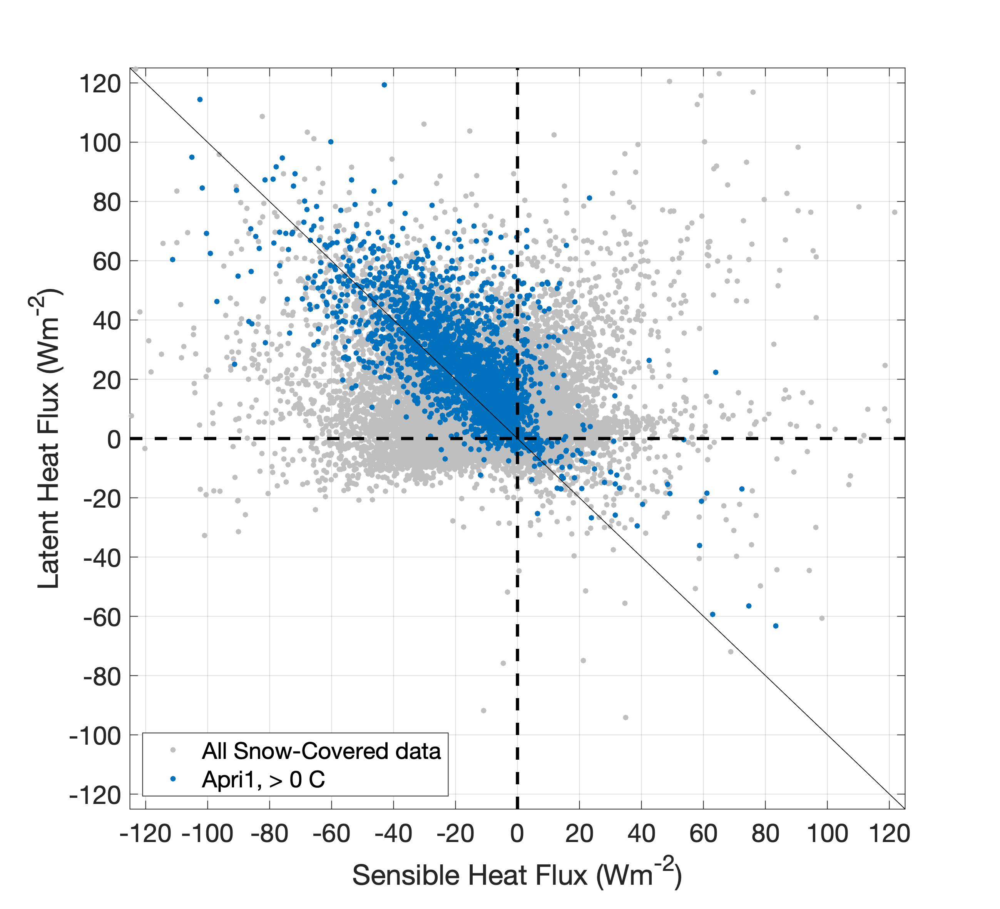 120
100
80
60
40
20
0
-20
-40
-60
-80
-100
-120
Latent Heat Flux (Wm⁻²)
All Snow-Covered data
Apri1, > 0 C
-120 -100 -80 -60 -40 -20 0 20 40 60 80 100 120
Sensible Heat Flux (Wm⁻²)